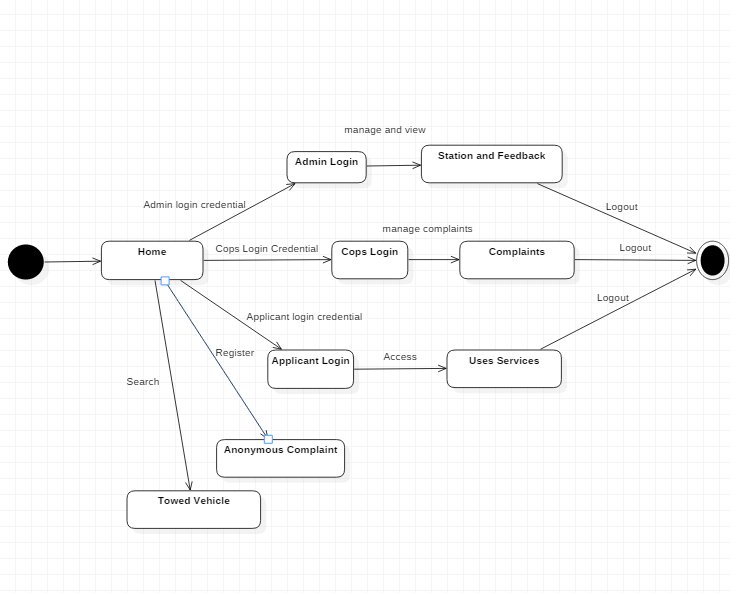 manage and view
Station and Feedback
Admin Login
Admin login credential
Logout
manage complaints
Home
Cops Login Credential
Cops Login
Complaints
Logout
Logout
Applicant login credential
Register
Applicant Login
Access
Uses Services
Search
Anonymous Complaint
Towed Vehicle